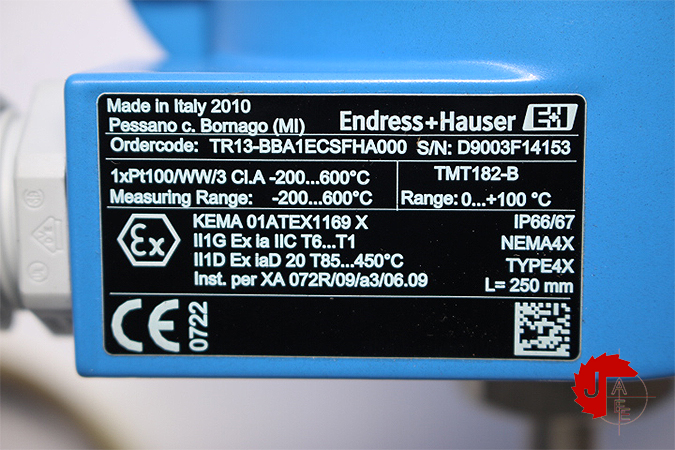 Made in Italy 2010
Pessano c. Bornago (MI)
Endress+Hauser E+H
Ordercode: TR13-BBA1ECSFHA000 S/N: D9003F14153
1xPt100/WW/3 Cl.A -200...600°C
TMT182-B
Measuring Range: -200...600°C
Range: 0...+100 °C
Ex
KEMA 01ATEX1169 X
IP66/67
II1G Ex ia IIC T6...T1
NEMA4X
II1D Ex iaD 20 T85...450°C
TYPE4X
Inst. per XA 072R/09/a3/06.09
L= 250 mm
CE 0722
JATEE